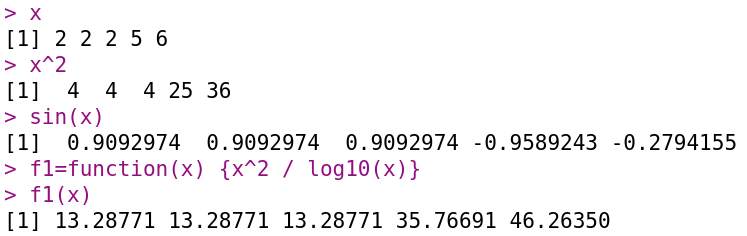 > x
[1] 2 2 2 5 6
> x^2
[1]  4  4  4 25 36
> sin(x)
[1]  0.9092974  0.9092974  0.9092974 -0.9589243 -0.2794155
> f1=function(x) {x^2 / log10(x)}
> f1(x)
[1] 13.28771 13.28771 13.28771 35.76691 46.26350